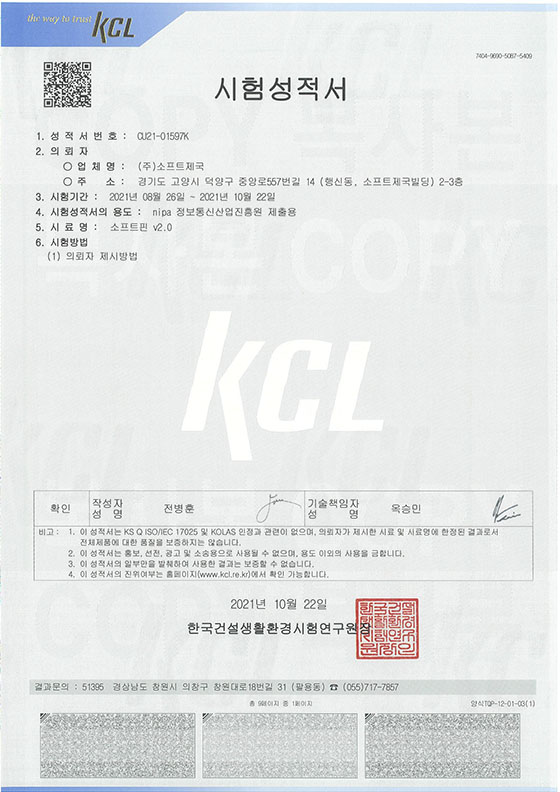 the way to trust KCL
7404-9690-5087-5409
시험성적서
1. 성 적 서 번 호 : CU21-01597K
2. 의 뢰 자
○ 업 체 명 : (주)소프트제국
○ 주 소 : 경기도 고양시 덕양구 중앙로557번길 14 (행신동, 소프트제국빌딩) 2-3층
3. 시험기간 : 2021년 08월 26일 ~ 2021년 10월 22일
4. 시험성적서의 용도 : nipa 정보통신산업진흥원 제출용
5. 시 료 명 : 소프트핀 v2.0
6. 시험방법
(1) 의뢰자 제시방법
KCL
확인 작성자 성 명 전병훈 기술책임자 성 명 옥승민
비고 : 1. 이 성적서는 KS Q ISO/IEC 17025 및 KOLAS 인정과 관련이 없으며, 의뢰자가 제시한 시료 및 시료명에 한정된 결과로서
전체제품에 대한 품질을 보증하지는 않습니다.
2. 이 성적서는 홍보, 선전, 광고 및 소송용으로 사용될 수 없으며, 용도 이외의 사용을 금합니다.
3. 이 성적서의 일부만을 발췌하여 사용한 결과는 보증할 수 없습니다.
4. 이 성적서의 진위여부는 홈페이지(www.kcl.re.kr)에서 확인 가능합니다.
2021년 10월 22일
한국건설생활환경시험연구원장
결과문의 : 51395 경상남도 창원시 의창구 창원대로18번길 31 (팔용동) ☎ (055)717-7857
총 9페이지 중 1페이지
양식TQP-12-01-03(1)